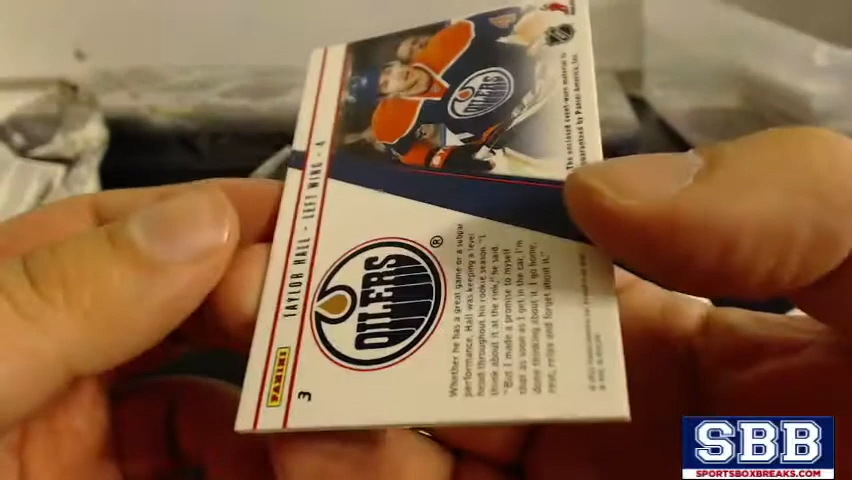 TAYLOR HALL - LEFT WING - 4
The enclosed event-worn material is
guaranteed by Panini America, Inc.
OILERS
OILERS
®
Whether he has a great game or a subpar
performance, Hall was keeping a level
head throughout his rookie season. "I
think about it at the rink," he said.
"But I made a promise to myself
that as soon as I get in the car, I'm
done thinking about it. I go home,
rest, relax and forget about it."
PANINI
3
SBB
SPORTSBOXBREAKS.COM